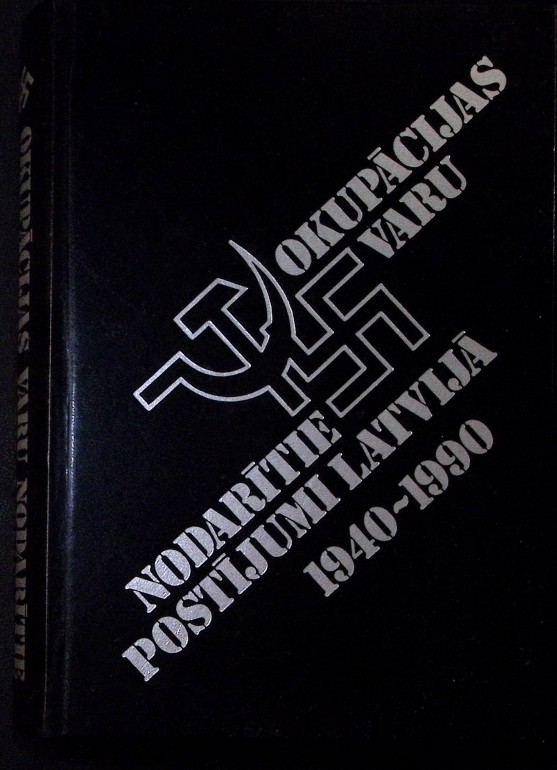 OKUPĀCIJAS
VARU
NODARĪTIE
POSTĪJUMI LATVIJĀ
1940~1990
OKUPĀCIJAS VARU NODARĪTIE